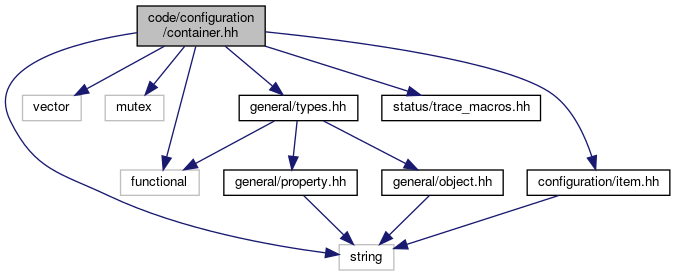 code/configuration
/container.hh
vector
mutex
general/types.hh
status/trace_macros.hh
functional
general/property.hh
general/object.hh
configuration/item.hh
string